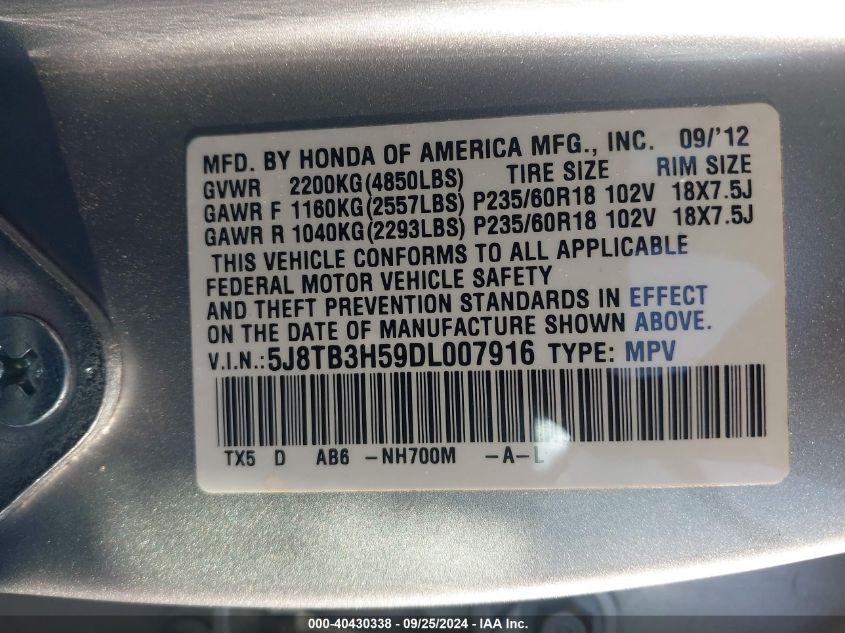 MFD. BY HONDA OF AMERICA MFG., INC. 09/'12
GVWR 2200KG(4850LBS) TIRE SIZE RIM SIZE
GAWR F 1160KG(2557LBS) P235/60R18 102V 18X7.5J
GAWR R 1040KG(2293LBS) P235/60R18 102V 18X7.5J
THIS VEHICLE CONFORMS TO ALL APPLICABLE
FEDERAL MOTOR VEHICLE SAFETY
AND THEFT PREVENTION STANDARDS IN EFFECT
ON THE DATE OF MANUFACTURE SHOWN ABOVE.
V.I.N.: 5J8TB3H59DL007916 TYPE: MPV
TX5 D AB6 -NH700M -A-L
000-40430338 - 09/25/2024 - IAA Inc.